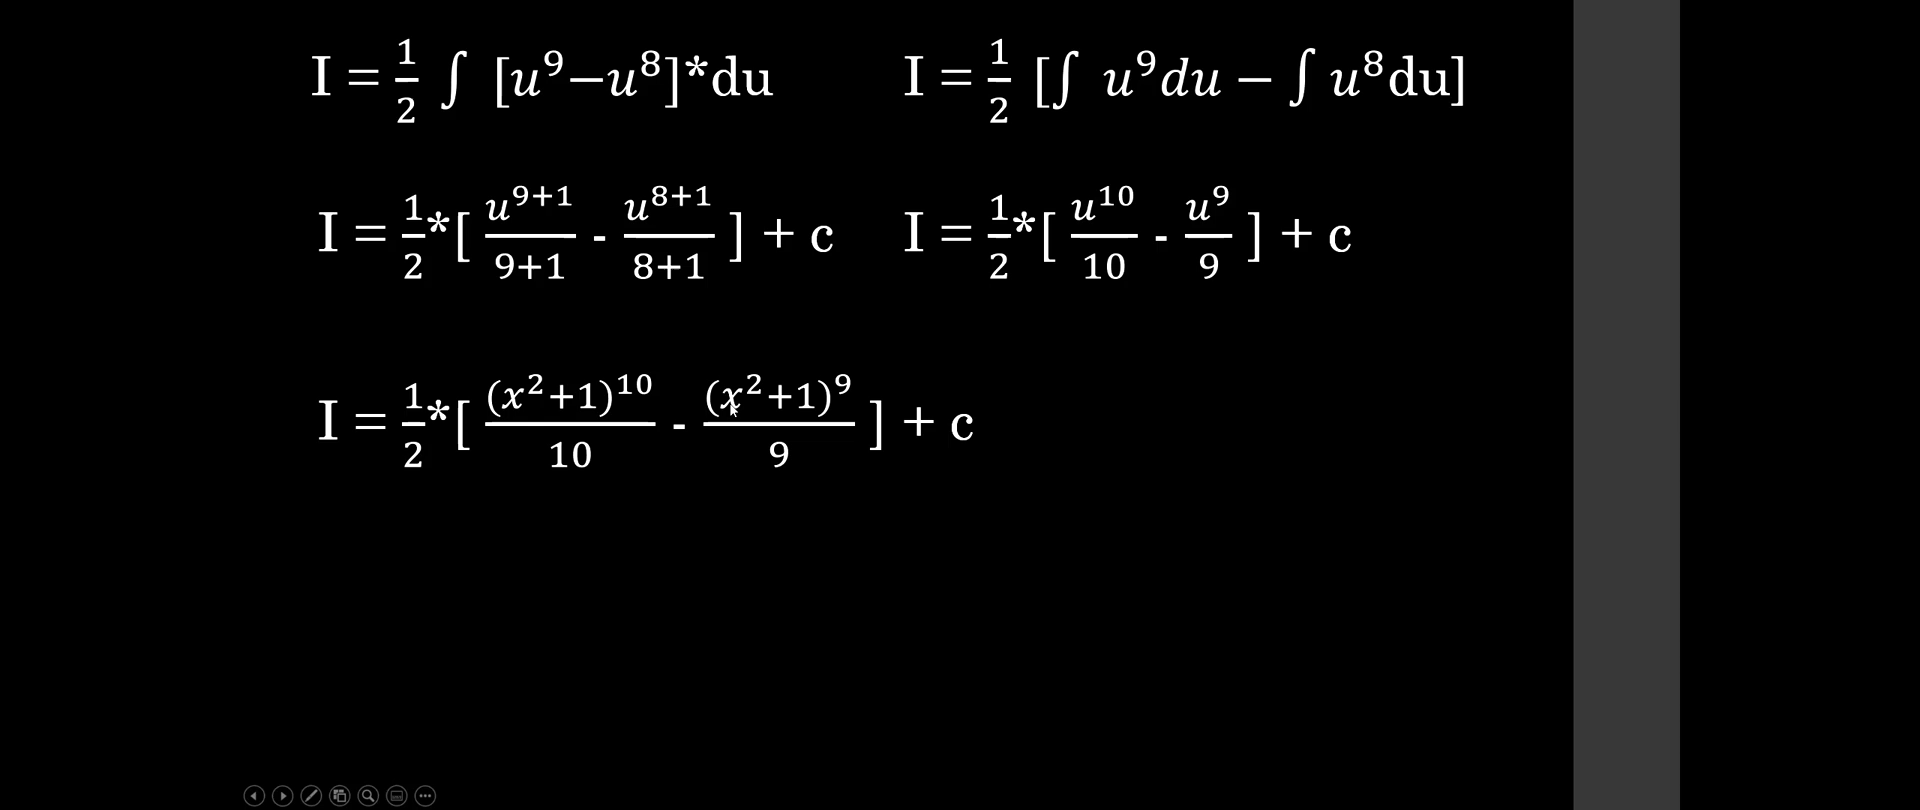 I = 1/2 ∫ [u⁹−u⁸]*du I = 1/2 [∫ u⁹du − ∫ u⁸du]
I = 1/2*[ u⁹⁺¹/9+1 - u⁸⁺¹/8+1 ] + c I = 1/2*[ u¹⁰/10 - u⁹/9 ] + c
I = 1/2*[ (x²+1)¹⁰/10 - (x²+1)⁹/9 ] + c